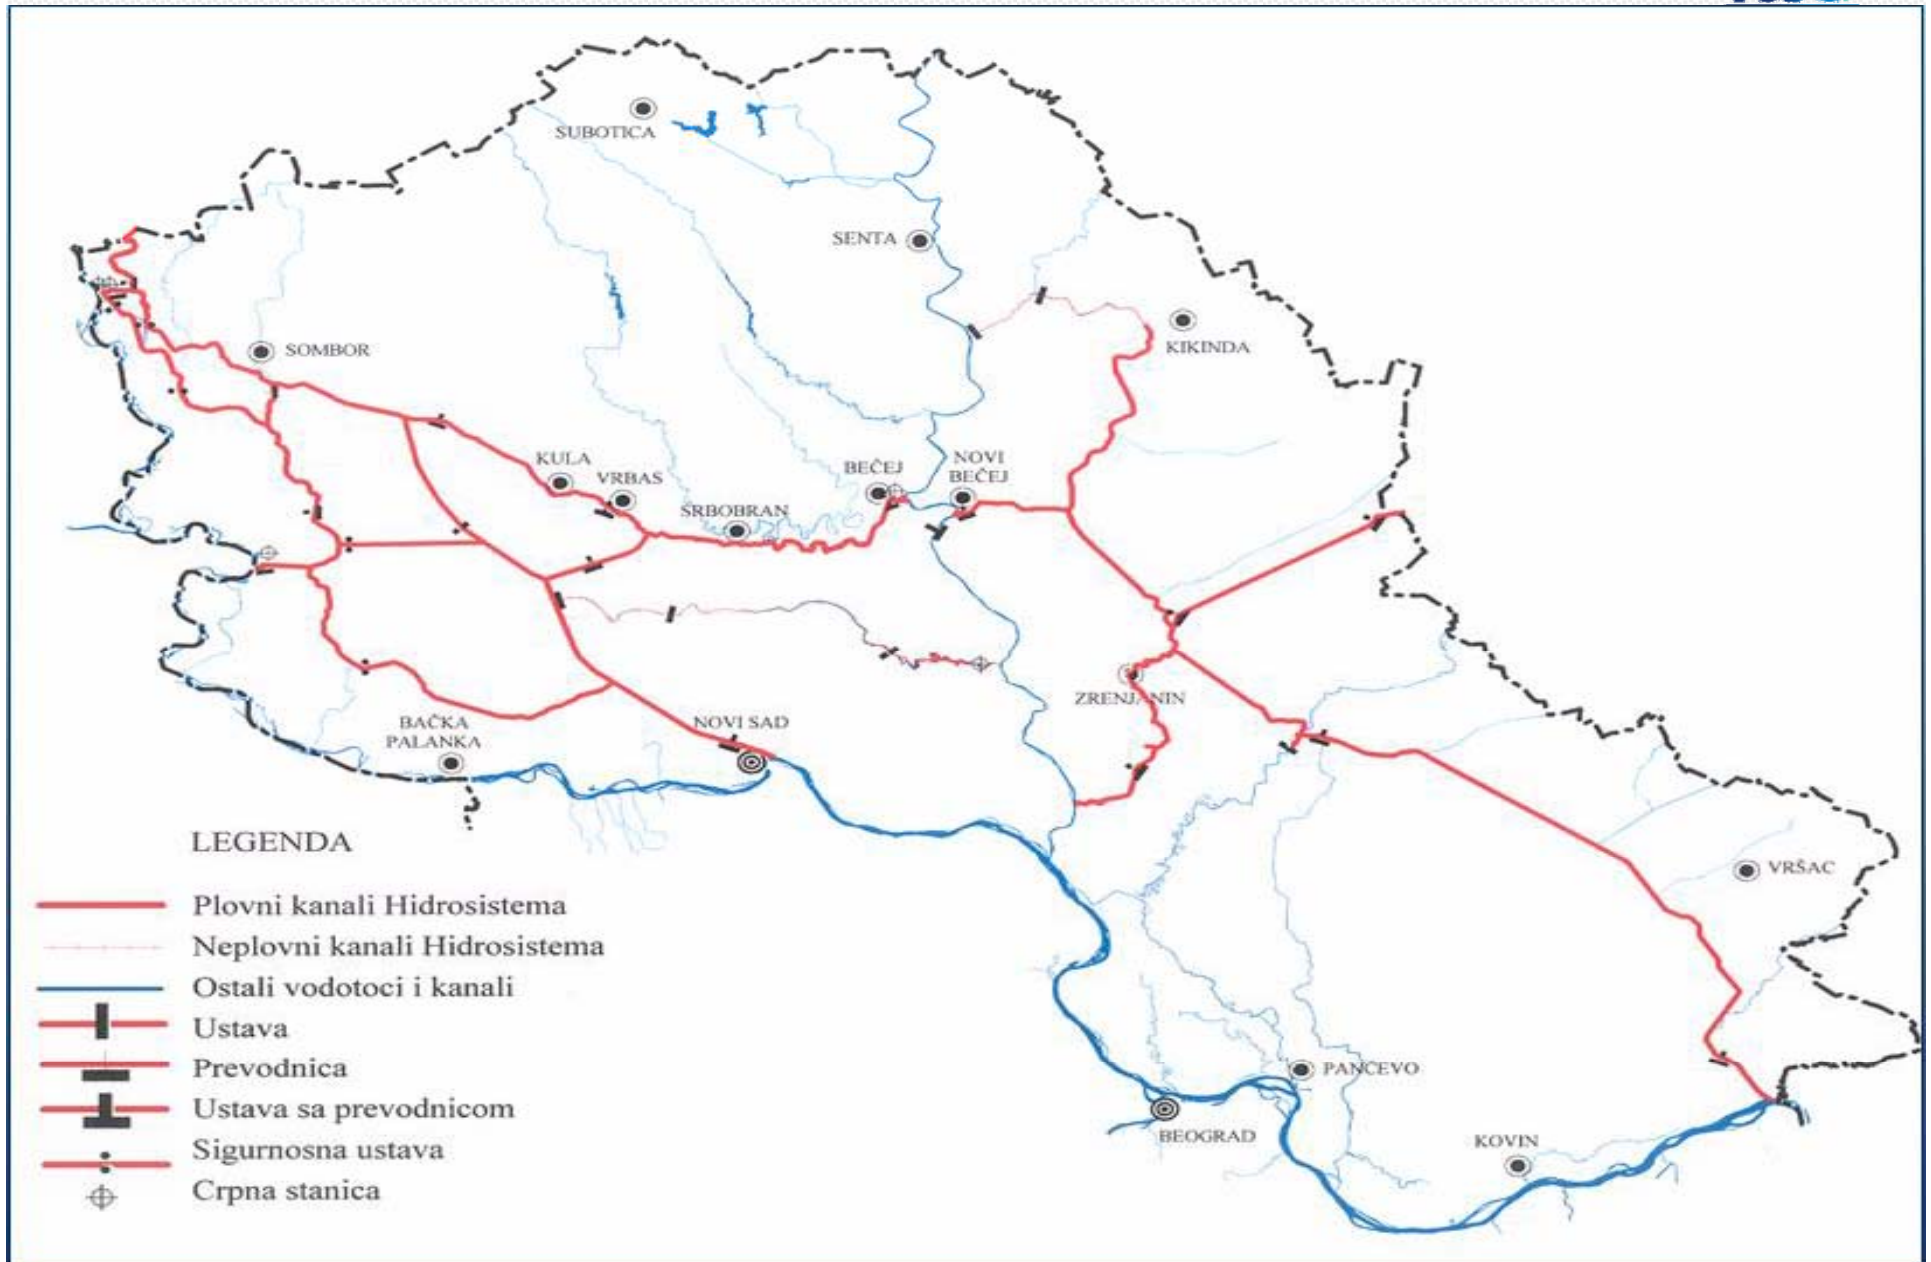 SUBOTICA
SENTA
KIKINDA
SOMBOR
KULA
VRBAS
SRBOBRAN
BEČEJ
NOVI
BEČEJ
ZRENJANIN
BAČKA
PALANKA
NOVI SAD
VRŠAC
PANČEVO
BEOGRAD
KOVIN
LEGENDA
Plovni kanali Hidrosistema
Neplovni kanali Hidrosistema
Ostali vodotoci i kanali
Ustava
Prevodnica
Ustava sa prevodnicom
Sigurnosna ustava
Crpna stanica